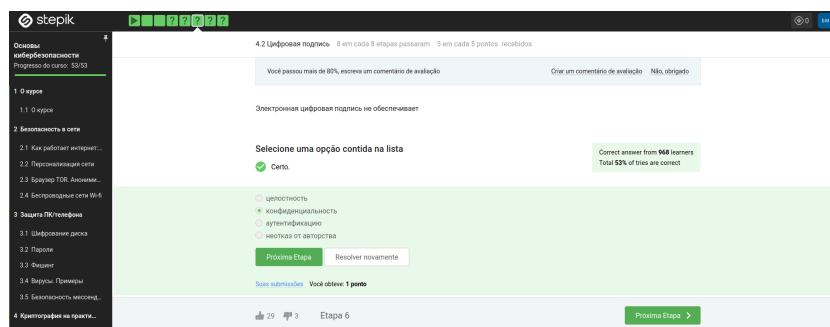 stepik
? ? ? ? ?
0
EM
Основы
кибербезопасности
Progresso do curso: 53/53
1 О курсе
1.1 О курсе
2 Безопасность в сети
2.1 Как работает интернет:...
2.2 Персонализация сети
2.3 Браузер TOR. Аноними...
2.4 Беспроводные сети Wi-fi
3 Защита ПК/телефона
3.1 Шифрование диска
3.2 Пароли
3.3 Фишинг
3.4 Вирусы. Примеры
3.5 Безопасность мессенд...
4 Криптография на практи...
4.2 Цифровая подпись 8 em cada 8 etapas passaram 5 em cada 5 pontos recebidos
Você passou mais de 80%, escreva um comentário de avaliação
Criar um comentário de avaliação Não, obrigado
Электронная цифровая подпись не обеспечивает
Selecione uma opção contida na lista
Certo.
Correct answer from 968 learners
Total 53% of tries are correct
целостность
конфиденциальность
аутентификацию
неотказ от авторства
Próxima Etapa Resolver novamente
Suas submissões Você obteve: 1 ponto
29 3 Etapa 6
Próxima Etapa